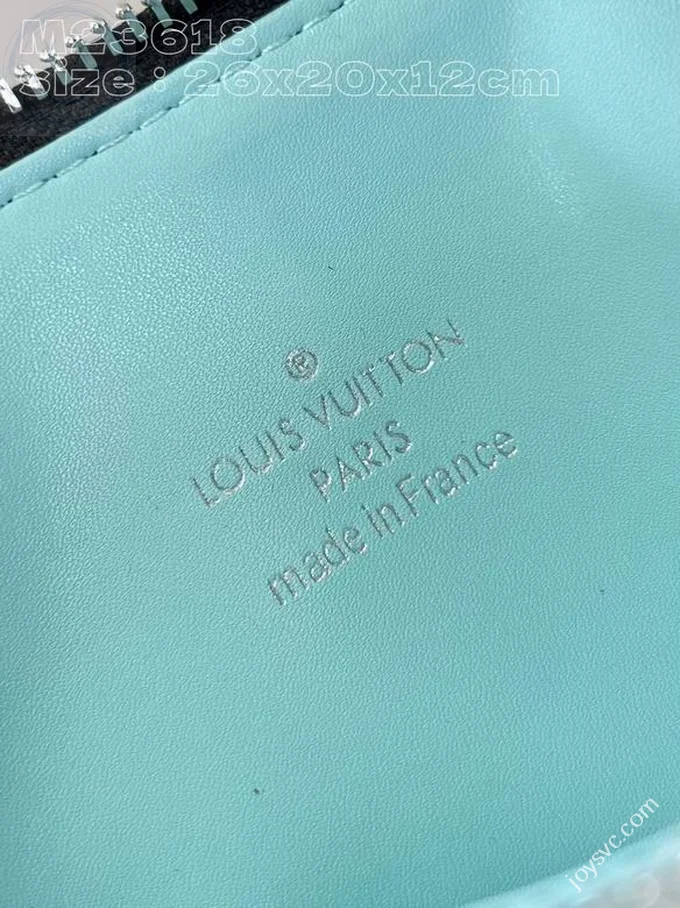 M23618
size : 26x20x12cm
®
LOUIS VUITTON
PARIS
made in France
joysvc.com